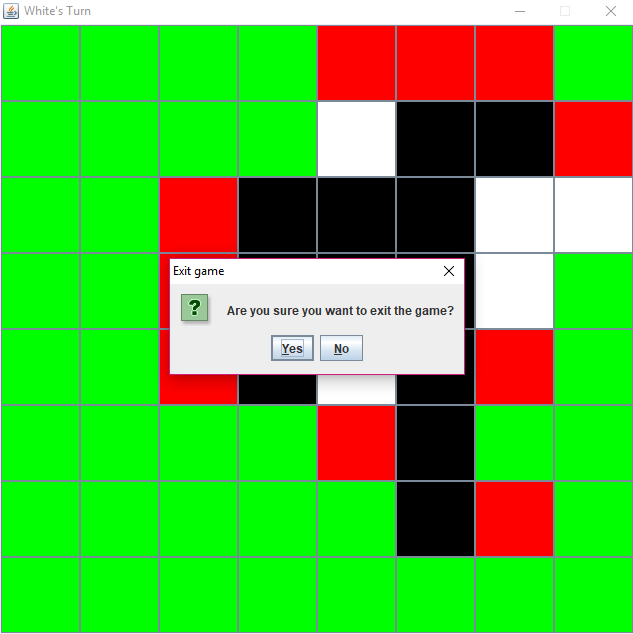 White's Turn
Exit game
?
Are you sure you want to exit the game?
Yes No